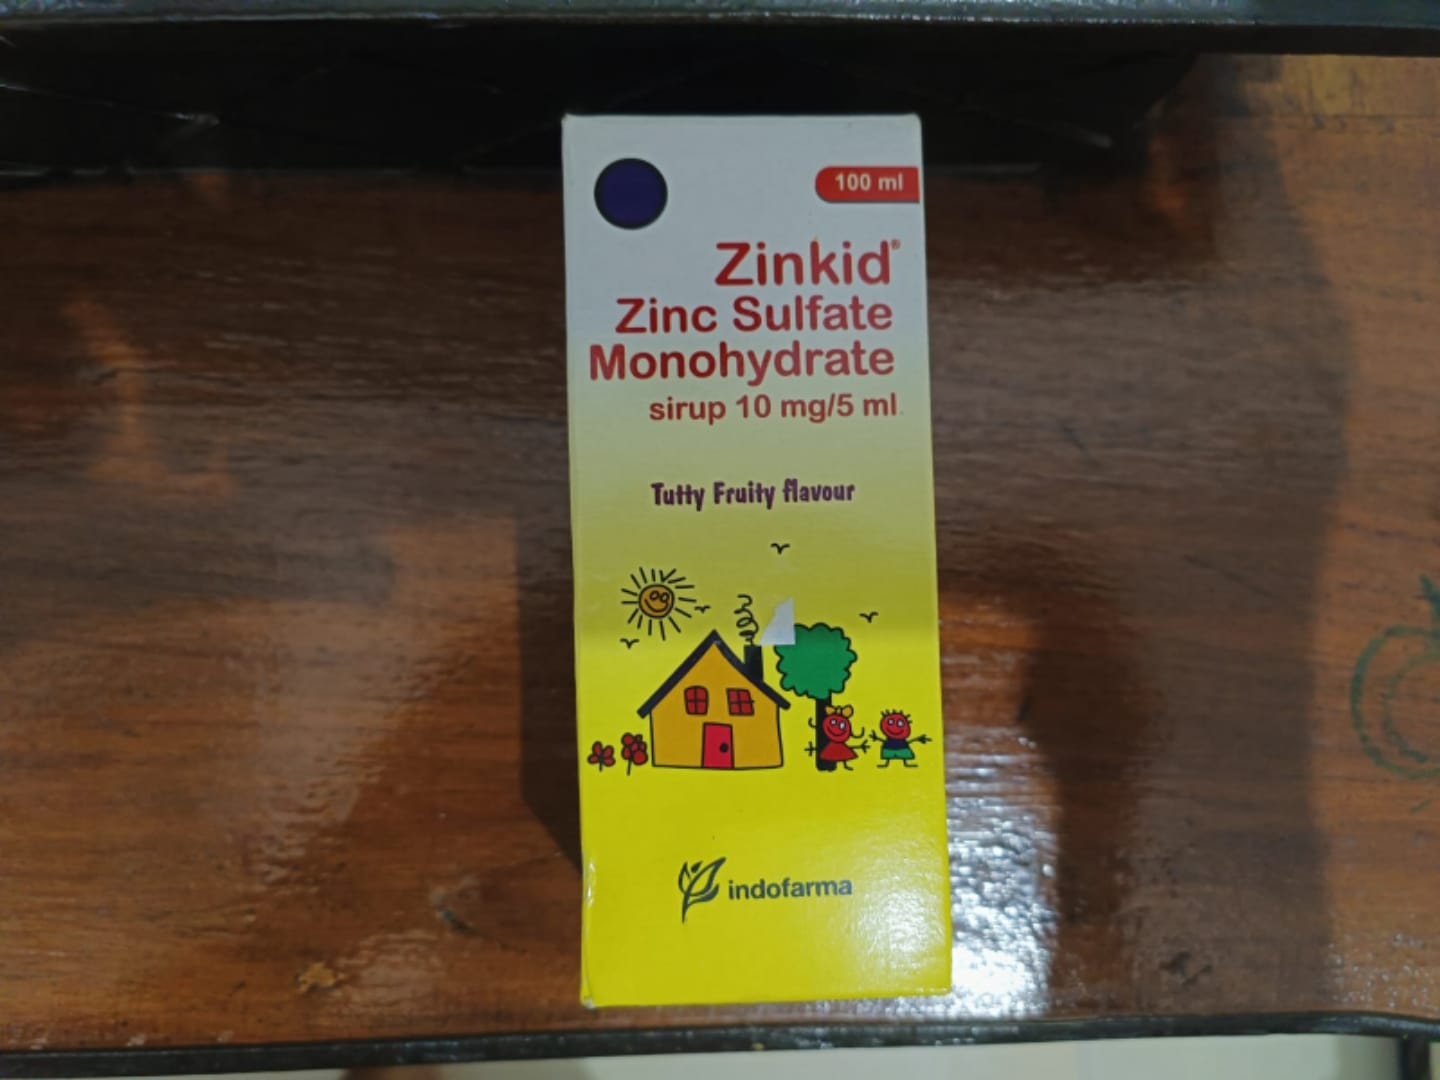 100 ml
Zinkid®
Zinc Sulfate
Monohydrate
sirup 10 mg/5 ml
Tutty Fruity flavour
indofarma